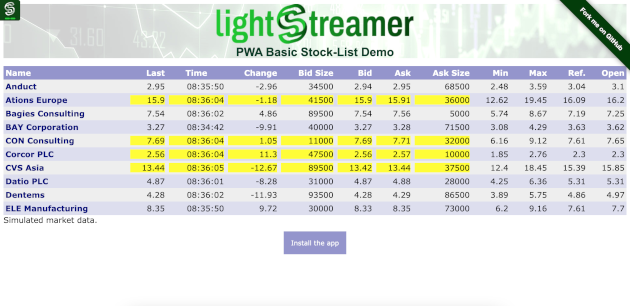 lightstreamer
Fork me on GitHub
PWA Basic Stock-List Demo
Name Last Time Change Bid Size Bid Ask Ask Size Min Max Ref. Open
Anduct 2.95 08:35:50 -2.96 34500 2.94 2.95 68500 2.48 3.59 3.04 3.1
Ations Europe 15.9 08:36:04 -1.18 41500 15.9 15.91 36000 12.62 19.45 16.09 16.2
Bagies Consulting 7.54 08:36:02 4.86 89500 7.54 7.56 5000 5.74 8.67 7.19 7.25
BAY Corporation 3.27 08:34:42 -9.91 40000 3.27 3.28 71500 3.08 4.29 3.63 3.62
CON Consulting 7.69 08:36:04 1.05 11000 7.69 7.71 32000 6.16 9.12 7.61 7.65
Corcor PLC 2.56 08:36:04 11.3 47500 2.56 2.57 10000 1.85 2.76 2.3 2.3
CVS Asia 13.44 08:36:05 -12.67 89500 13.42 13.44 37500 12.4 18.45 15.39 15.85
Datio PLC 4.87 08:36:01 -8.28 31000 4.87 4.88 28000 4.25 6.36 5.31 5.31
Dentems 4.28 08:36:02 -11.93 93500 4.28 4.29 86500 3.89 5.75 4.86 4.97
ELE Manufacturing 8.35 08:35:50 9.72 30000 8.33 8.35 73000 6.2 9.16 7.61 7.7
Simulated market data.
Install the app